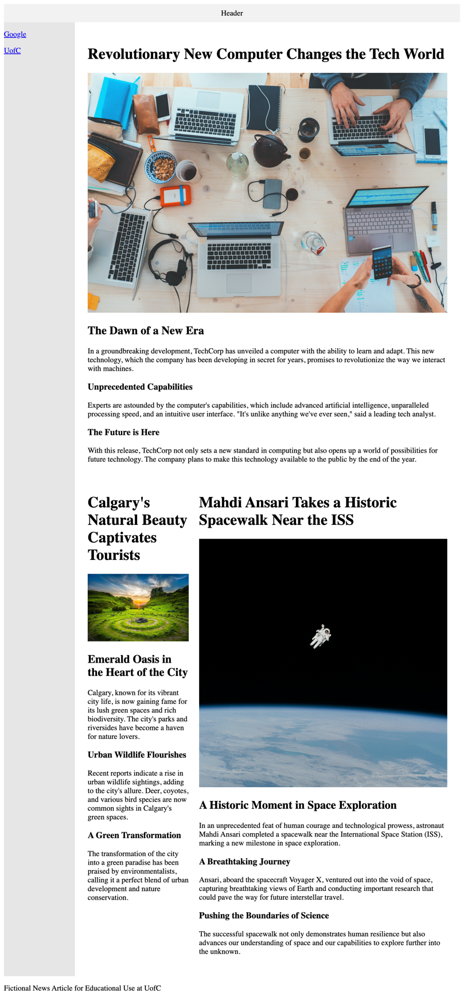 Header
Google
UofC
Revolutionary New Computer Changes the Tech World
The Dawn of a New Era
In a groundbreaking development, TechCorp has unveiled a computer with the ability to learn and adapt. This new
technology, which the company has been developing in secret for years, promises to revolutionize the way we interact
with machines.
Unprecedented Capabilities
Experts are astounded by the computer's capabilities, which include advanced artificial intelligence, unparalleled
processing speed, and an intuitive user interface. "It's unlike anything we've ever seen," said a leading tech analyst.
The Future is Here
With this release, TechCorp not only sets a new standard in computing but also opens up a world of possibilities for
future technology. The company plans to make this technology available to the public by the end of the year.
Calgary's
Natural Beauty
Captivates
Tourists
Emerald Oasis in
the Heart of the City
Calgary, known for its vibrant
city life, is now gaining fame for
its lush green spaces and rich
biodiversity. The city's parks and
riversides have become a haven
for nature lovers.
Urban Wildlife Flourishes
Recent reports indicate a rise in
urban wildlife sightings, adding
to the city's allure. Deer, coyotes,
and various bird species are now
common sights in Calgary's
green spaces.
A Green Transformation
The transformation of the city
into a green paradise has been
praised by environmentalists,
calling it a perfect blend of urban
development and nature
conservation.
Mahdi Ansari Takes a Historic
Spacewalk Near the ISS
A Historic Moment in Space Exploration
In an unprecedented feat of human courage and technological prowess, astronaut
Mahdi Ansari completed a spacewalk near the International Space Station (ISS),
marking a new milestone in space exploration.
A Breathtaking Journey
Ansari, aboard the spacecraft Voyager X, ventured out into the void of space,
capturing breathtaking views of Earth and conducting important research that
could pave the way for future interstellar travel.
Pushing the Boundaries of Science
The successful spacewalk not only demonstrates human resilience but also
advances our understanding of space and our capabilities to explore further into
the unknown.
Fictional News Article for Educational Use at UofC